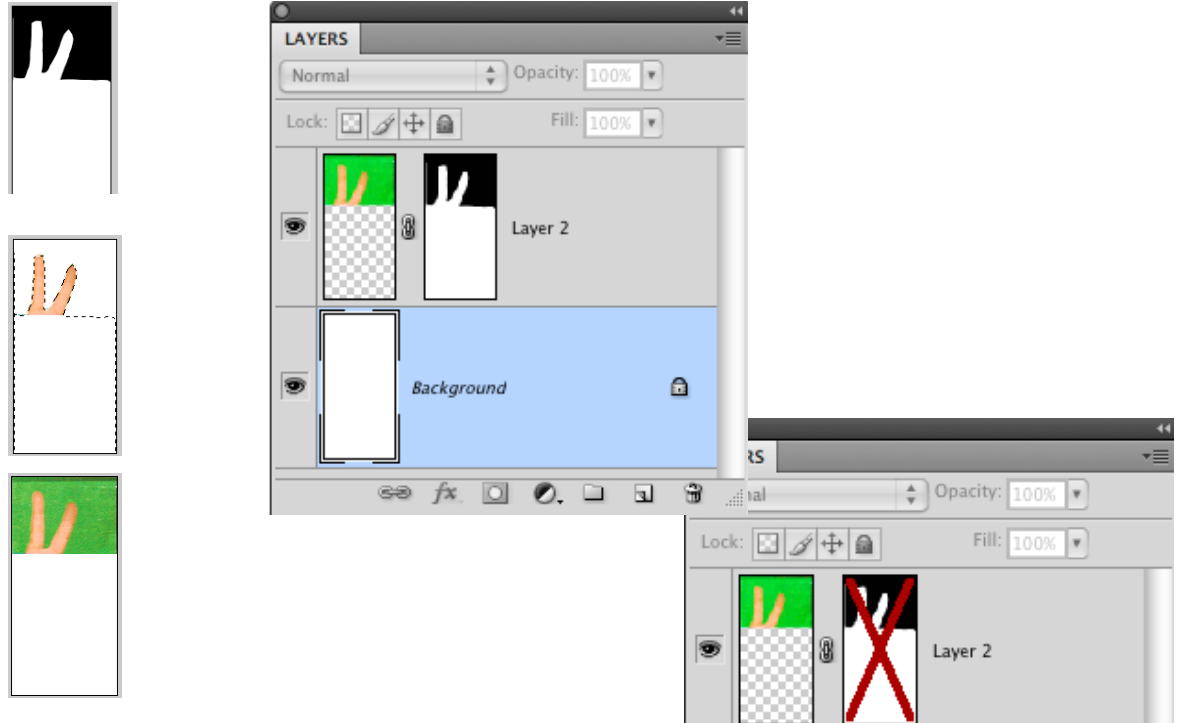 LAYERS
Normal
Opacity: 100%
Lock:
Fill: 100%
Layer 2
Background
fx
RS
nal
Opacity: 100%
Lock:
Fill: 100%
Layer 2